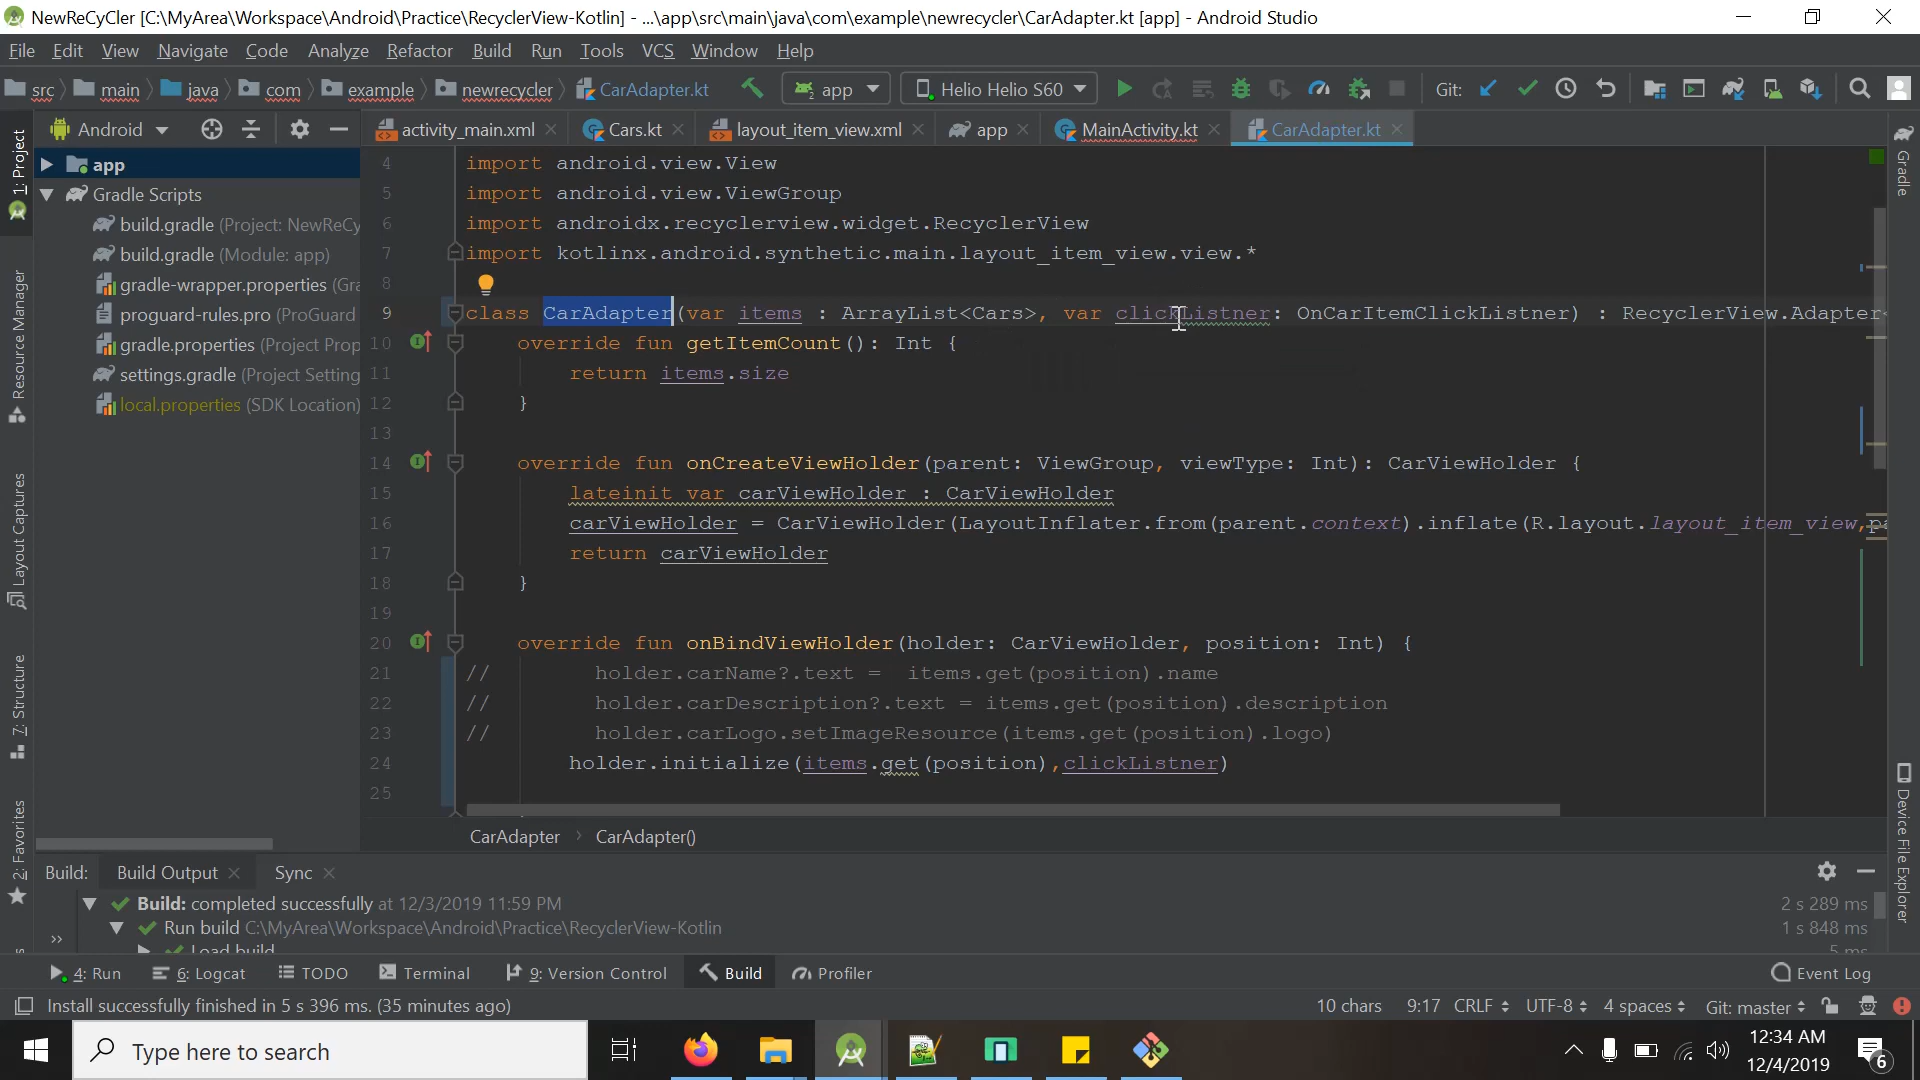 NewReCyCler [C:\MyArea\Workspace\Android\Practice\RecyclerView-Kotlin] - ...\app\src\main\java\com\example\newrecycler\CarAdapter.kt [app] - Android Studio
File Edit View Navigate Code Analyze Refactor Build Run Tools VCS Window Help
src main java com example newrecycler CarAdapter.kt app Helio Helio S60 Git:
Android activity_main.xml Cars.kt layout_item_view.xml app MainActivity.kt CarAdapter.kt
1: Project
Resource Manager
Layout Captures
7: Structure
2: Favorites
Gradle
Device File Explorer
app
Gradle Scripts
build.gradle (Project: NewReCy
build.gradle (Module: app)
gradle-wrapper.properties (Gra
proguard-rules.pro (ProGuard
gradle.properties (Project Prop
settings.gradle (Project Setting
local.properties (SDK Location)
4 import android.view.View
5 import android.view.ViewGroup
6 import androidx.recyclerview.widget.RecyclerView
7 import kotlinx.android.synthetic.main.layout_item_view.view.*
8
9 class CarAdapter(var items : ArrayList<Cars>, var clickListner: OnCarItemClickListner) : RecyclerView.Adapter<
10 override fun getItemCount(): Int {
11 return items.size
12 }
13
14 override fun onCreateViewHolder(parent: ViewGroup, viewType: Int): CarViewHolder {
15 lateinit var carViewHolder : CarViewHolder
16 carViewHolder = CarViewHolder(LayoutInflater.from(parent.context).inflate(R.layout.layout_item_view,pa
17 return carViewHolder
18 }
19
20 override fun onBindViewHolder(holder: CarViewHolder, position: Int) {
21 // holder.carName?.text = items.get(position).name
22 // holder.carDescription?.text = items.get(position).description
23 // holder.carLogo.setImageResource(items.get(position).logo)
24 holder.initialize(items.get(position),clickListner)
25
CarAdapter › CarAdapter()
Build: Build Output Sync
Build: completed successfully at 12/3/2019 11:59 PM 2 s 289 ms
Run build C:\MyArea\Workspace\Android\Practice\RecyclerView-Kotlin 1 s 848 ms
Load build 5 ms
4: Run 6: Logcat TODO Terminal 9: Version Control Build Profiler Event Log
Install successfully finished in 5 s 396 ms. (35 minutes ago) 10 chars 9:17 CRLF UTF-8 4 spaces Git: master
Type here to search
12:34 AM
12/4/2019
6